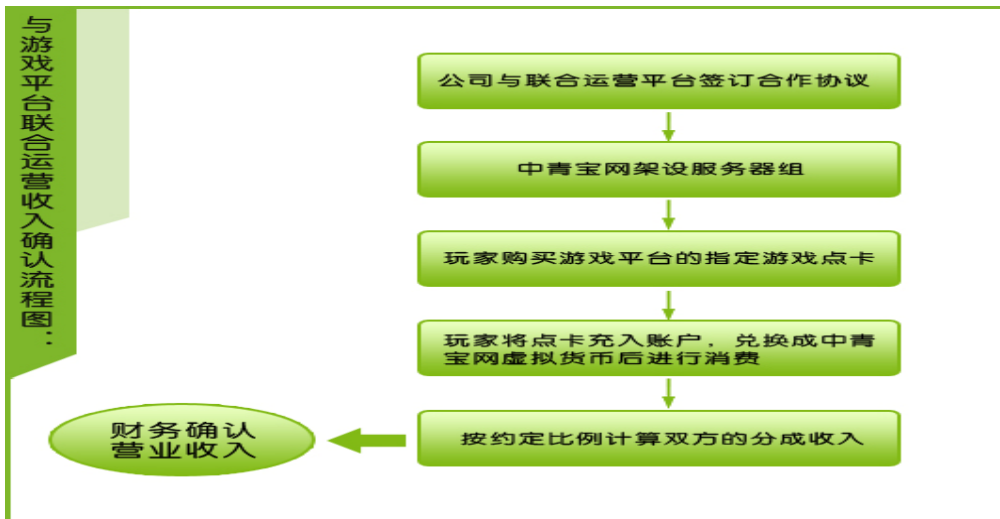 与游戏平台联合运营收入确认流程图：
公司与联合运营平台签订合作协议
中青宝网架设服务器组
玩家购买游戏平台的指定游戏点卡
玩家将点卡充入账户，兑换成中青
宝网虚拟货币后进行消费
按约定比例计算双方的分成收入
财务确认
营业收入